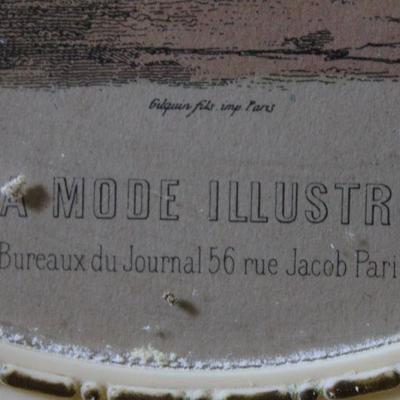 Gilquin fils imp. Paris
A MODE ILLUSTR
Bureaux du Journal 56 rue Jacob Pari